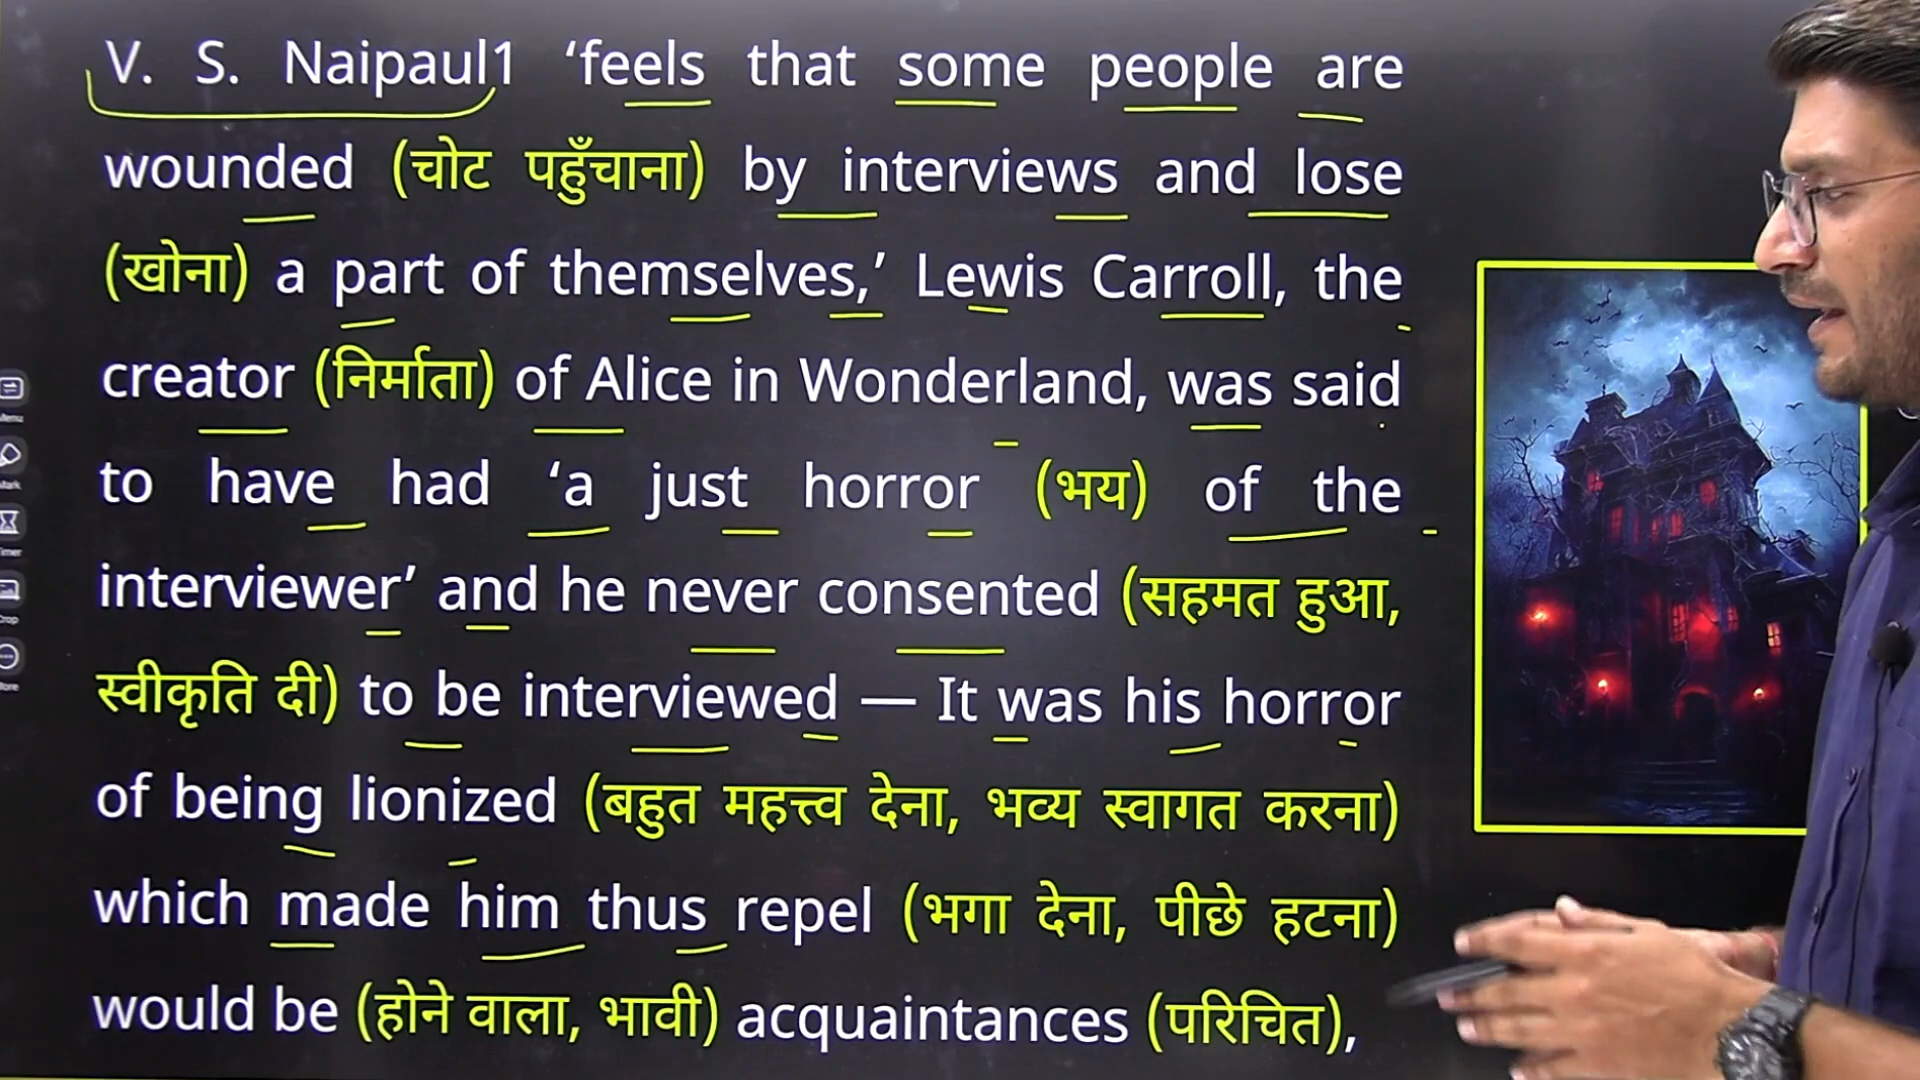 V. S. Naipaul1 ‘feels that some people are
wounded (चोट पहुँचाना) by interviews and lose
(खोना) a part of themselves,’ Lewis Carroll, the
creator (निर्माता) of Alice in Wonderland, was said
to have had ‘a just horror (भय) of the
interviewer’ and he never consented (सहमत हुआ,
स्वीकृति दी) to be interviewed — It was his horror
of being lionized (बहुत महत्त्व देना, भव्य स्वागत करना)
which made him thus repel (भगा देना, पीछे हटना)
would be (होने वाला, भावी) acquaintances (परिचित),